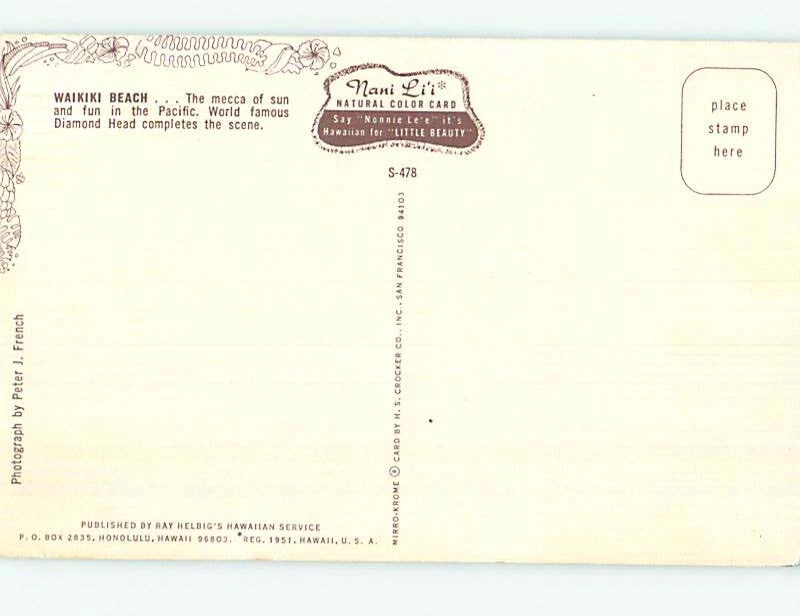 WAIKIKI BEACH . . . The mecca of sun
and fun in the Pacific. World famous
Diamond Head completes the scene.
Nani Li'i*
NATURAL COLOR CARD
Say "Nonnie Le'e" it's
Hawaiian for "LITTLE BEAUTY"
S-478
place
stamp
here
Photograph by Peter J. French
MIRRO-KROME ® CARD BY H. S. CROCKER CO., INC., SAN FRANCISCO 94103
PUBLISHED BY RAY HELBIG'S HAWAIIAN SERVICE
P. O. BOX 2835, HONOLULU, HAWAII 96803. *REG. 1951, HAWAII, U. S. A.